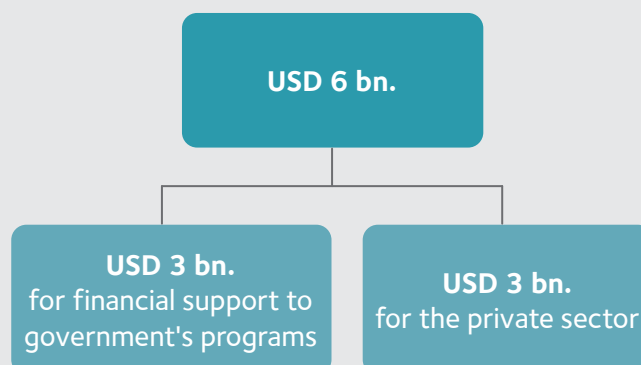 USD 6 bn.
USD 3 bn.
for financial support to
government's programs
USD 3 bn.
for the private sector